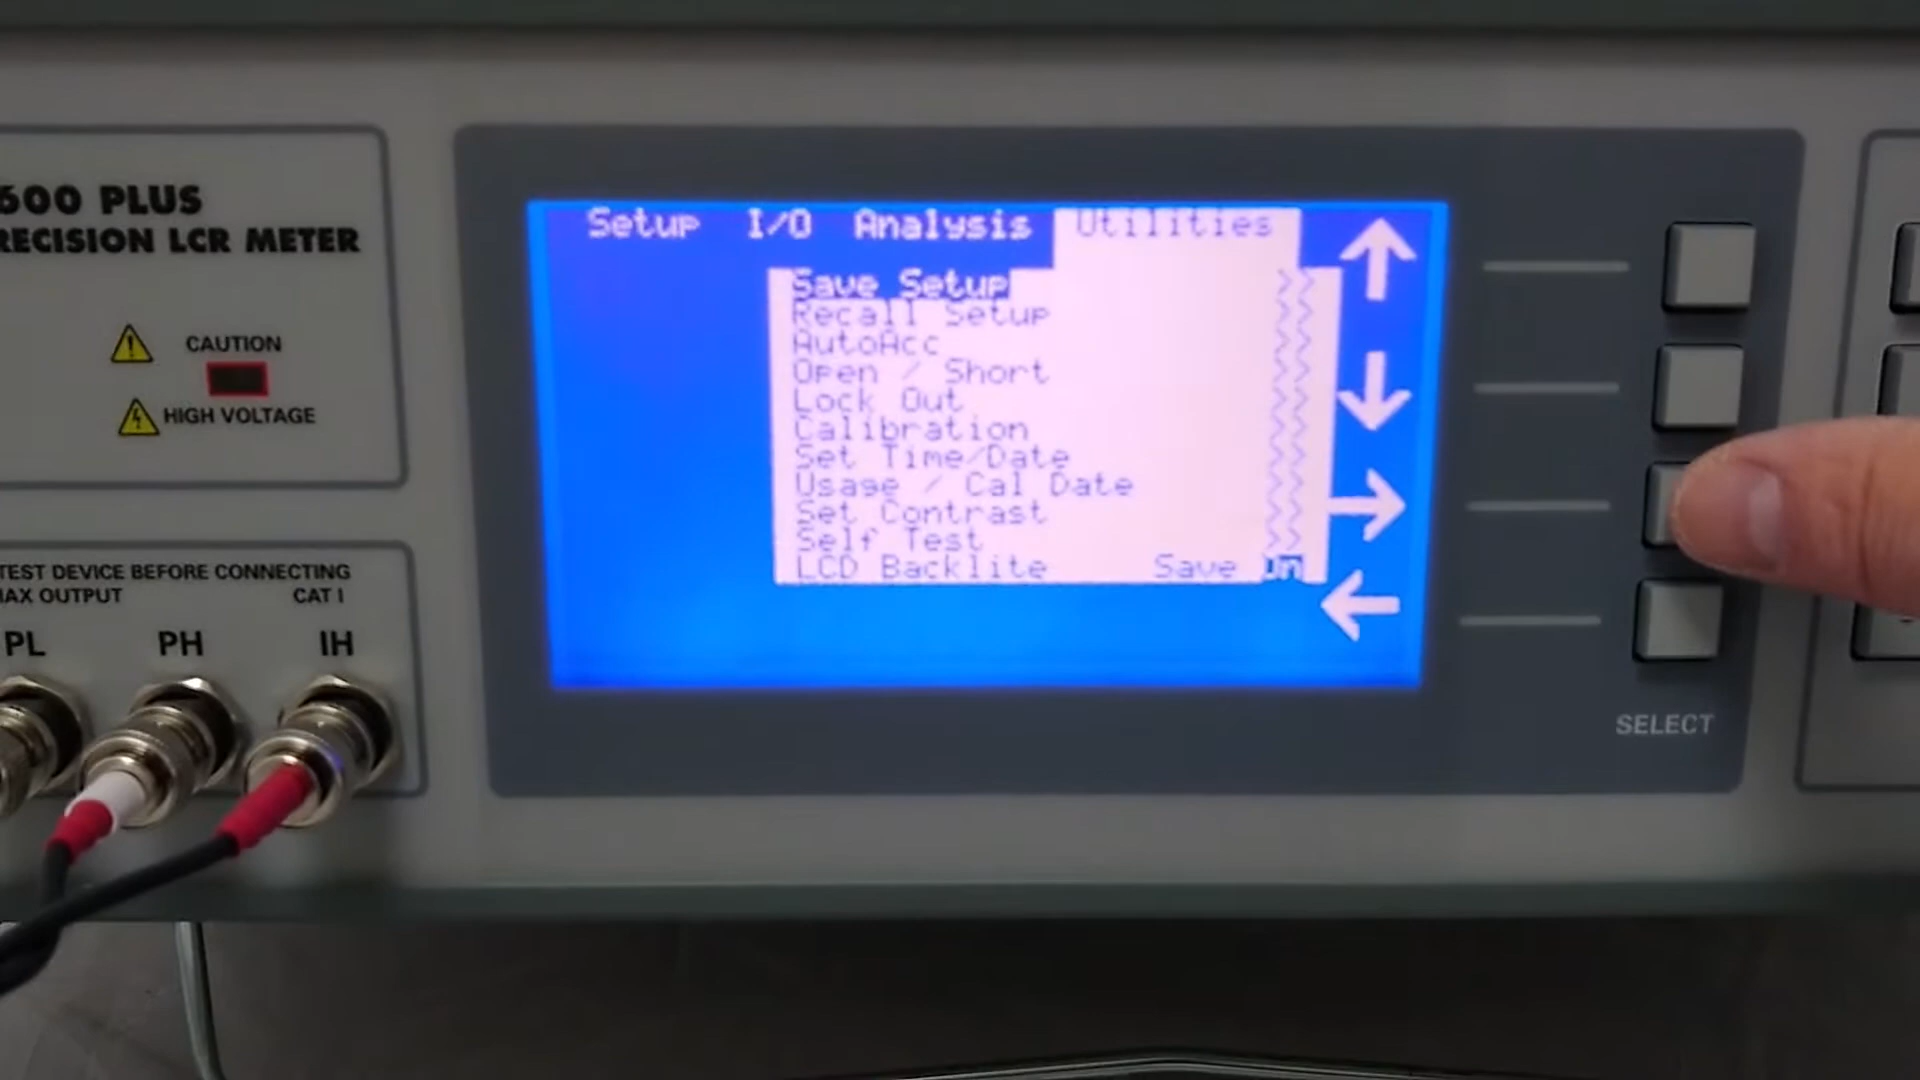 600 PLUS
RECISION LCR METER
CAUTION
HIGH VOLTAGE
TEST DEVICE BEFORE CONNECTING
MAX OUTPUT CAT I
PL PH IH
Setup I/O Analysis Utilities
Save Setup >>
Recall Setup >>
AutoAcc >>
Open / Short >>
Lock Out >>
Calibration >>
Set Time/Date >>
Usage / Cal Date >>
Set Contrast >>
Self Test >>
LCD Backlite Save On
SELECT